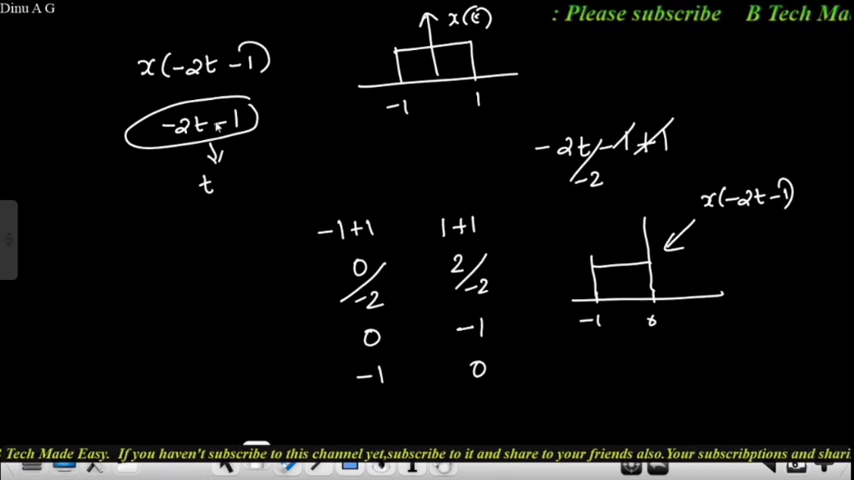 Dinu A G
: Please subscribe B Tech Ma
x(-2t-1)
x(t)
-1 1
-2t-1
t
-2t-1+1
-2
x(-2t-1)
-1+1 1+1
0/-2 2/-2
0 -1
-1 0
-1 0
B Tech Made Easy. If you haven't subscribe to this channel yet,subscribe to it and share to your friends also.Your subscribptions and shari